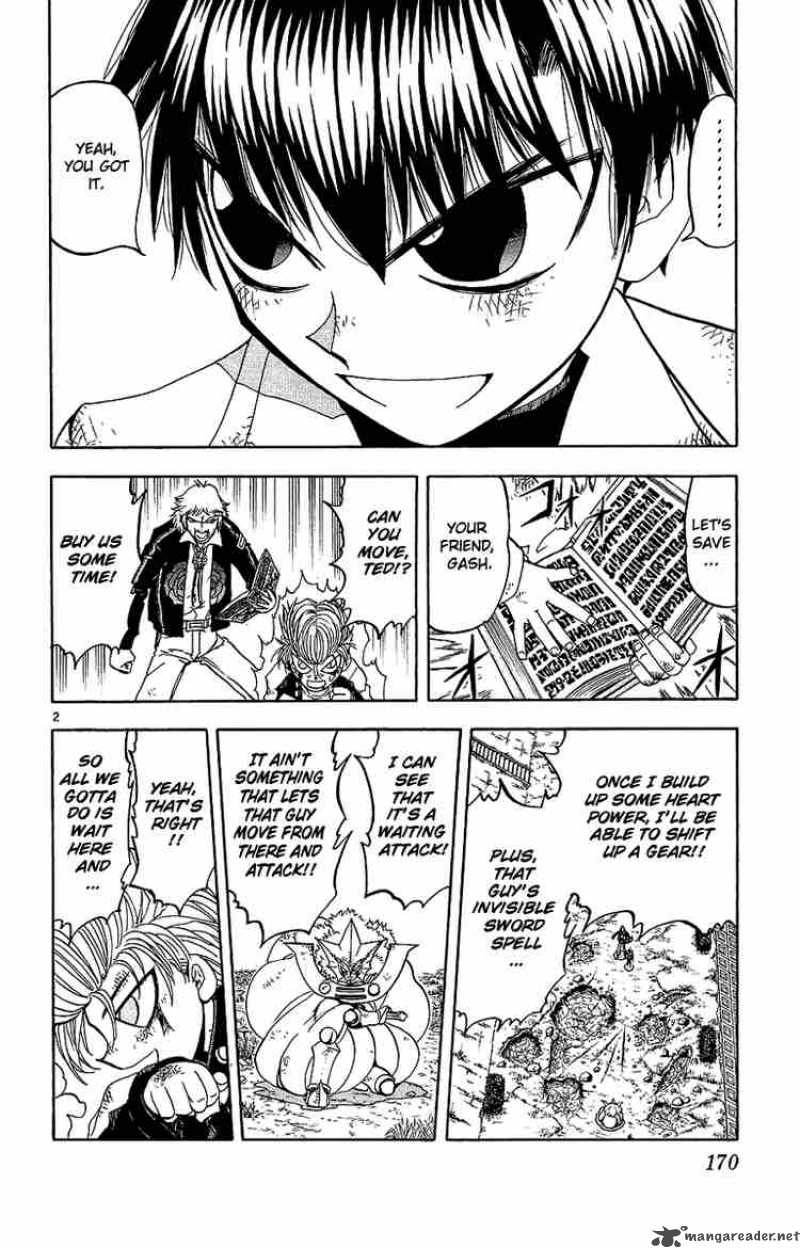 .........
YEAH,
YOU GOT
IT.
LET'S
SAVE
...
YOUR
FRIEND,
GASH.
CAN
YOU
MOVE,
TED!?
BUY US
SOME
TIME!
2
ONCE I BUILD
UP SOME HEART
POWER, I'LL BE
ABLE TO SHIFT
UP A GEAR!!
PLUS,
THAT
GUY'S
INVISIBLE
SWORD
SPELL
...
I CAN
SEE
THAT
IT'S A
WAITING
ATTACK!
IT AIN'T
SOMETHING
THAT LETS
THAT GUY
MOVE FROM
THERE AND
ATTACK!!
YEAH,
THAT'S
RIGHT
!!
SO
ALL WE
GOTTA
DO IS
WAIT
HERE
AND
...
170
mangareader.net